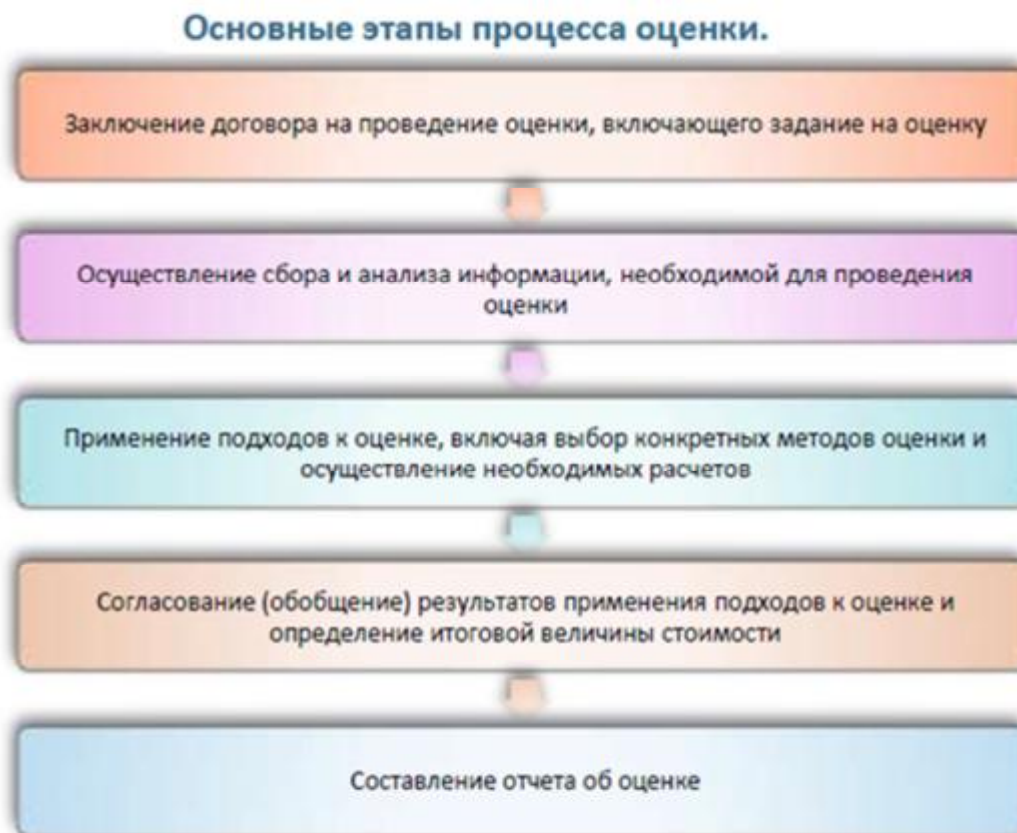 Основные этапы процесса оценки.
Заключение договора на проведение оценки, включающего задание на оценку
Осуществление сбора и анализа информации, необходимой для проведения
оценки
Применение подходов к оценке, включая выбор конкретных методов оценки и
осуществление необходимых расчетов
Согласование (обобщение) результатов применения подходов к оценке и
определение итоговой величины стоимости
Составление отчета об оценке